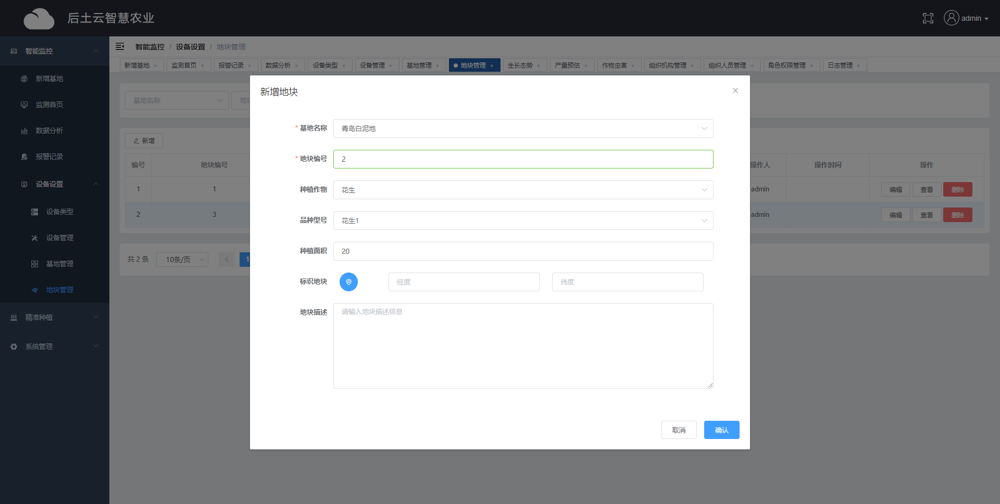 后土云智慧农业
admin
智能监控 / 设备设置 / 地块管理
新增基地 × 监测首页 × 报警记录 × 数据分析 × 设备类型 × 设备管理 × 基地管理 × 地块管理 × 生长态势 × 产量预估 × 作物虫害 × 组织机构管理 × 组织人员管理 × 角色权限管理 × 日志管理 ×
智能监控
新增基地
监测首页
数据分析
报警记录
设备设置
设备类型
设备管理
基地管理
地块管理
精准种植
系统管理
基地名称 地块
新增
编号 地块编号 操作人 操作时间 操作
1 1 admin 编辑 查看 删除
2 3 admin 编辑 查看 删除
共 2 条 10条/页 1
新增地块
* 基地名称 青岛白泥地
* 地块编号 2
种植作物 花生
品种型号 花生1
种植面积 20
标识地块 经度 纬度
地块描述 请输入地块描述信息
取消 确认